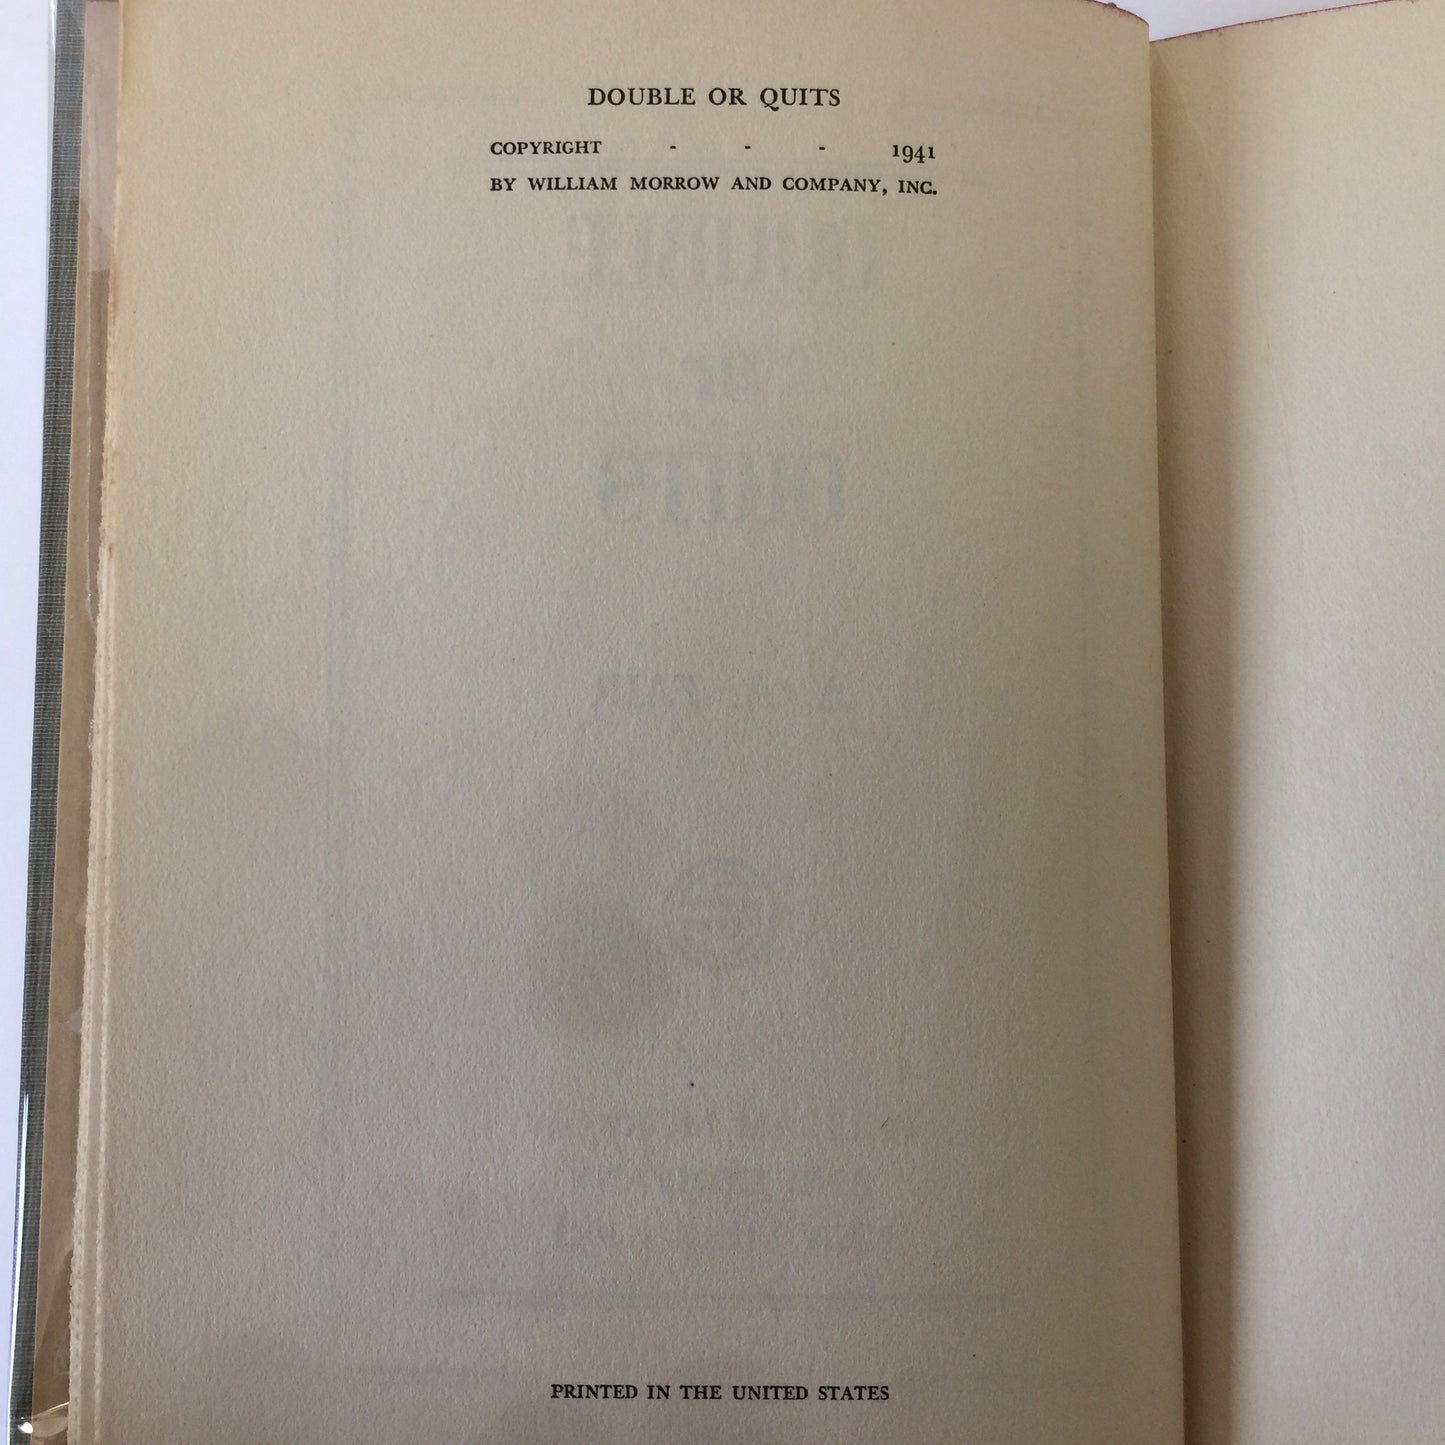 DOUBLE OR QUITS
COPYRIGHT - - - 1941
BY WILLIAM MORROW AND COMPANY, INC.
PRINTED IN THE UNITED STATES